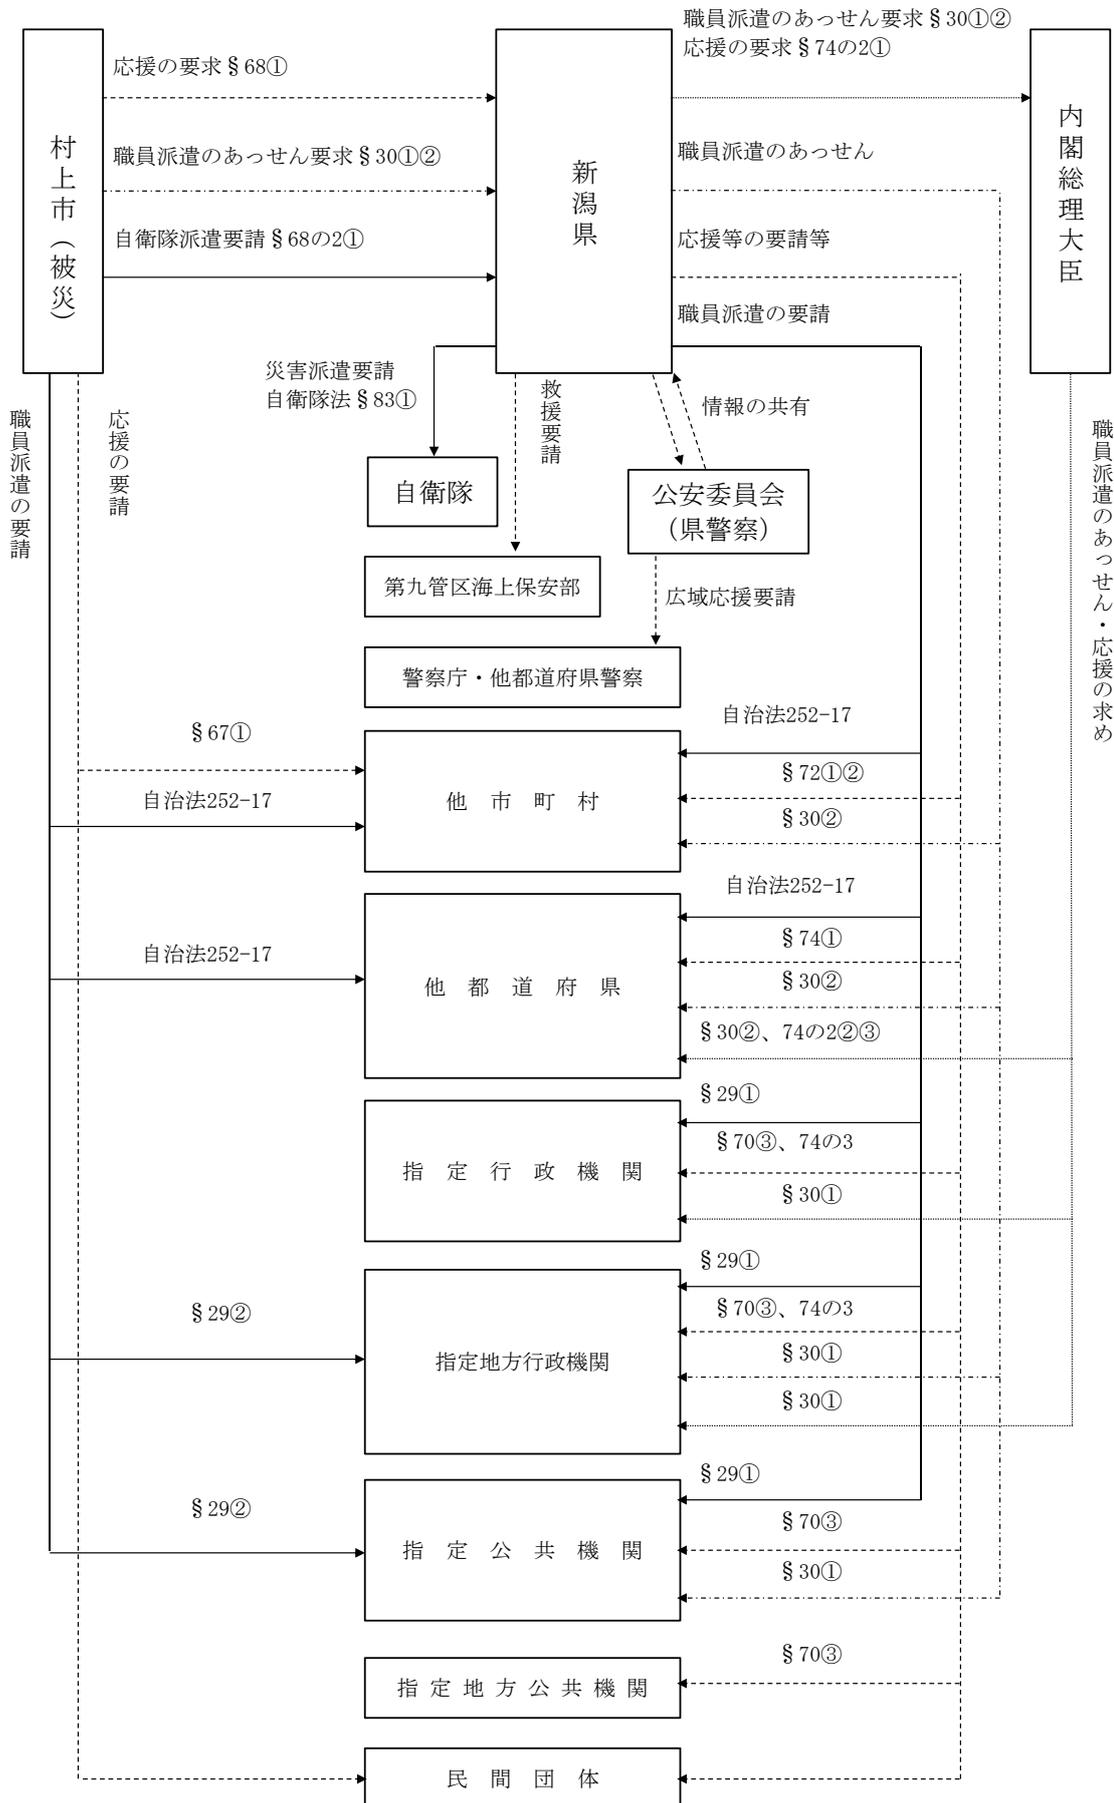 職員派遣のあっせん要求§30①②
応援の要求§74の2①
応援の要求§68①
村上市（被災）
新潟県
内閣総理大臣
職員派遣のあっせん要求§30①②
職員派遣のあっせん
自衛隊派遣要請§68の2①
応援等の要請等
職員派遣の要請
災害派遣要請
自衛隊法§83①
救援要請
情報の共有
職員派遣の要請
応援の要請
職員派遣のあっせん・応援の求め
自衛隊
公安委員会
（県警察）
第九管区海上保安部
広域応援要請
警察庁・他都道府県警察
自治法252-17
§67①
§72①②
自治法252-17
他市町村
§30②
自治法252-17
§74①
自治法252-17
§30②
他都道府県
§30②、74の2②③
§29①
§70③、74の3
指定行政機関
§30①
§29①
§70③、74の3
§29②
§30①
指定地方行政機関
§30①
§29①
§29②
§70③
指定公共機関
§30①
§70③
指定地方公共機関
民間団体